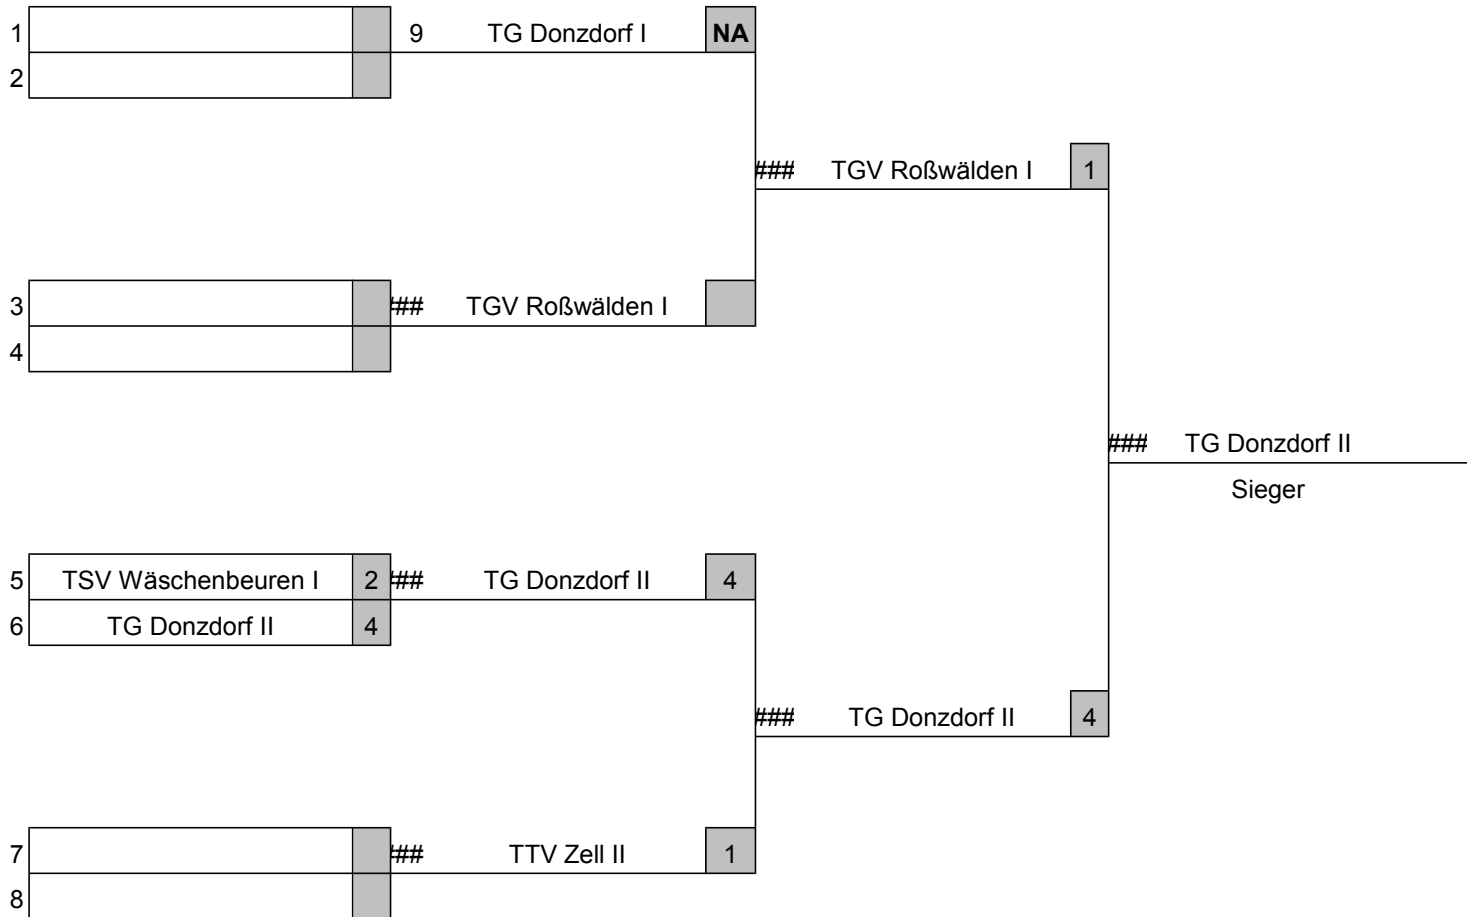 1 9 TG Donzdorf I NA
2
### TGV Roßwälden I 1
3 ### TGV Roßwälden I
4
### TG Donzdorf II
Sieger
5 TSV Wäschenbeuren I 2 ### TG Donzdorf II 4
6 TG Donzdorf II 4
### TG Donzdorf II 4
7 ### TTV Zell II 1
8